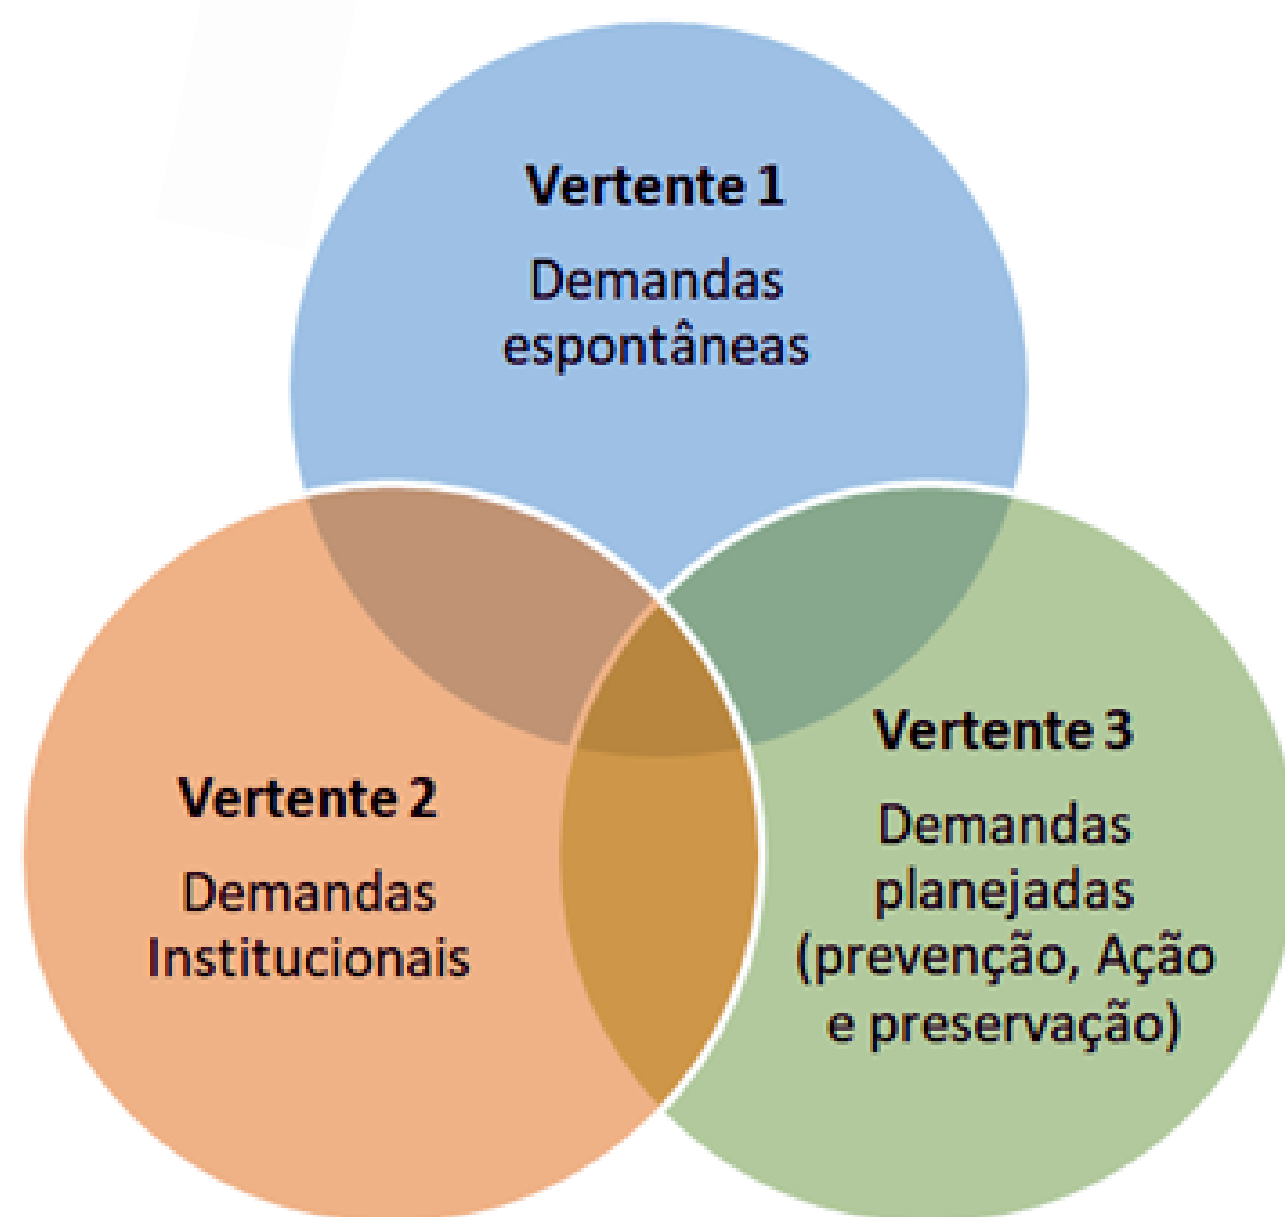 Vertente 1
Demandas
espontâneas
Vertente 2
Demandas
Institucionais
Vertente 3
Demandas
planejadas
(prevenção, Ação
e preservação)